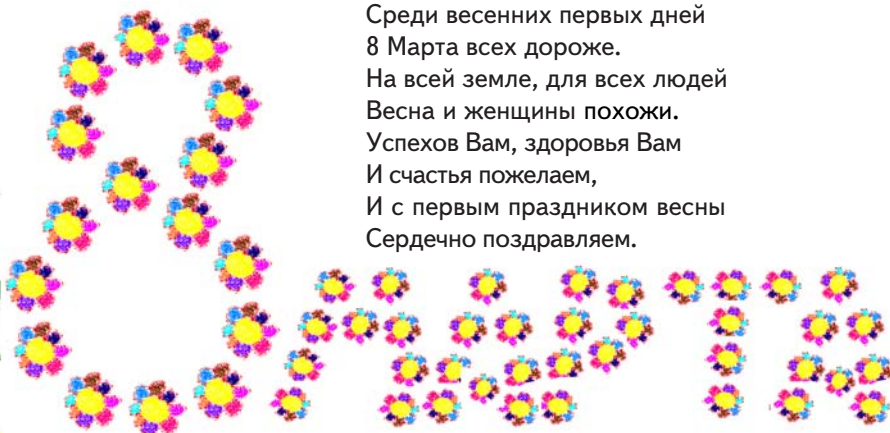 Среди весенних первых дней
8 Марта всех дороже.
На всей земле, для всех людей
Весна и женщины похожи.
Успехов Вам, здоровья Вам
И счастья пожелаем,
И с первым праздником весны
Сердечно поздравляем.
8 МАРТА